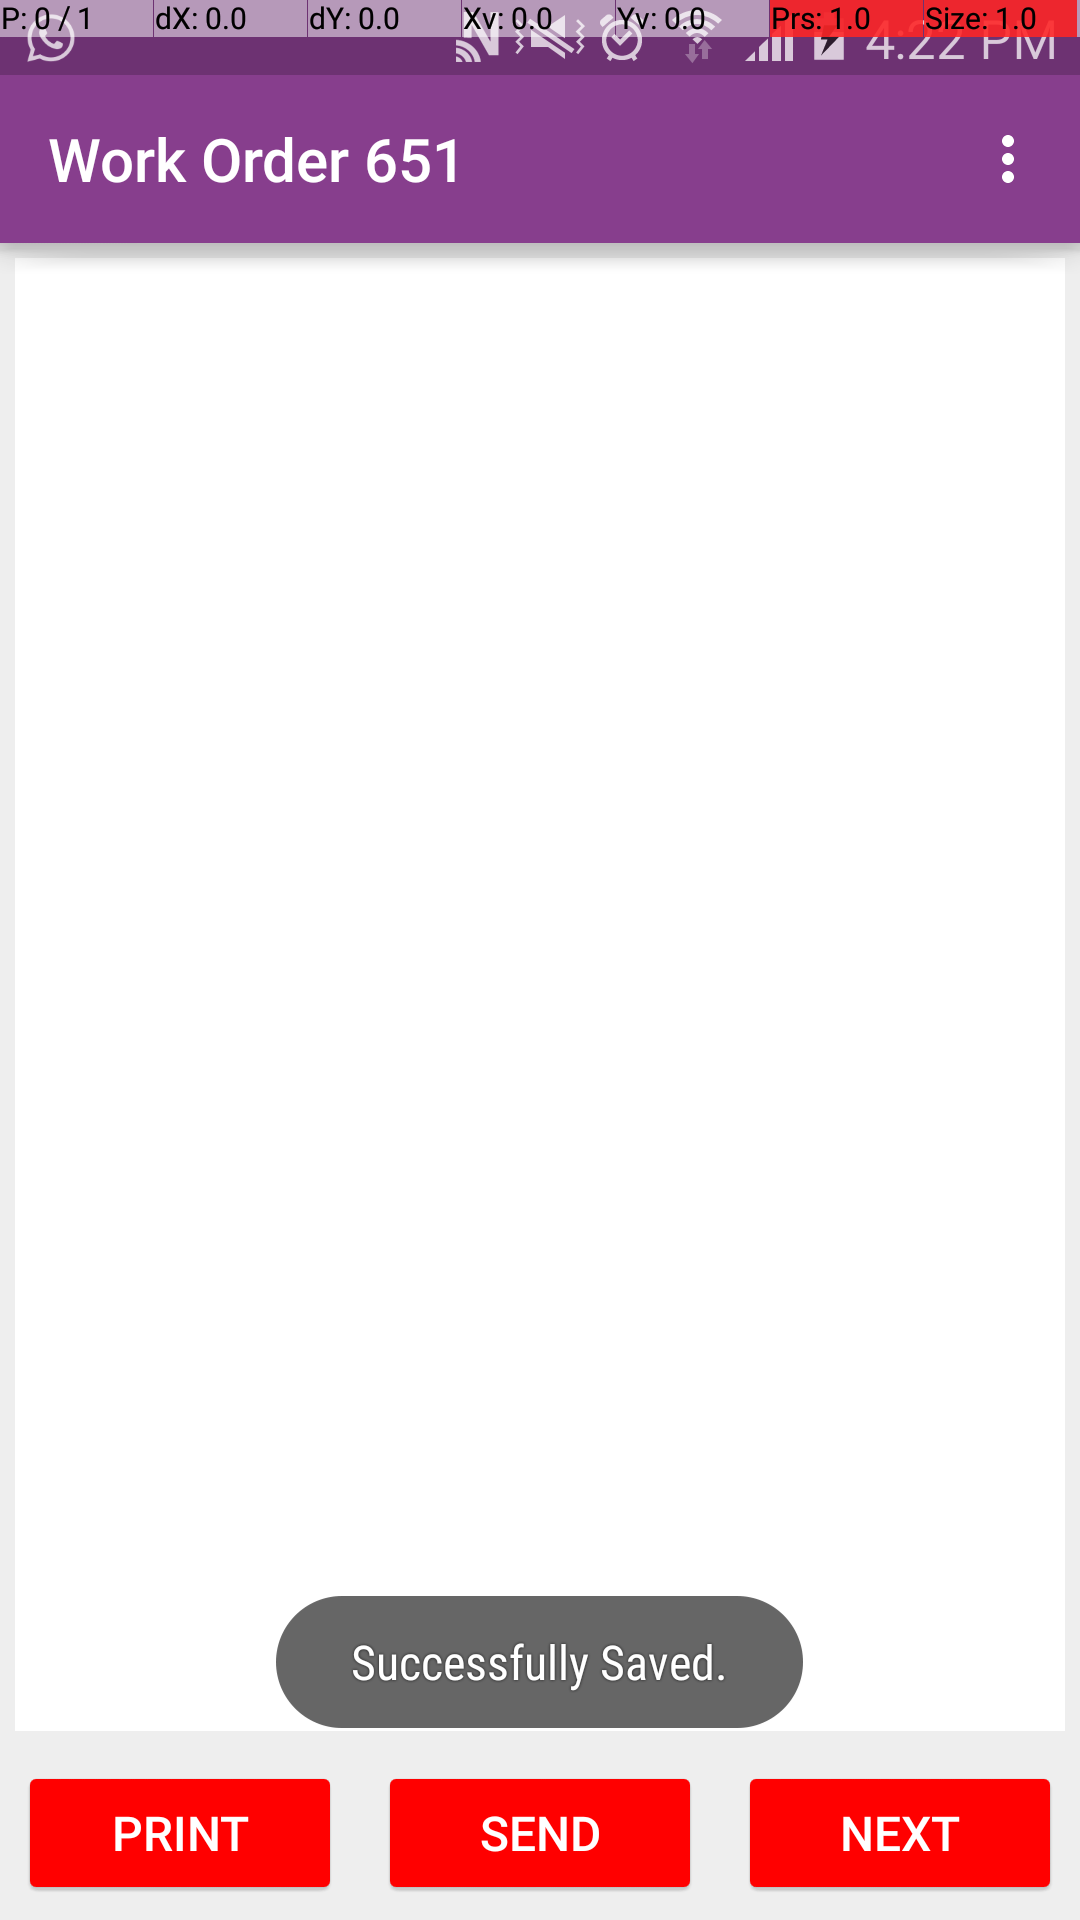 P: 0 / 1 dX: 0.0 dY: 0.0 Xv: 0.0 Yv: 0.0 Prs: 1.0 Size: 1.0
4:22 PM
Work Order 651
Successfully Saved.
PRINT SEND NEXT